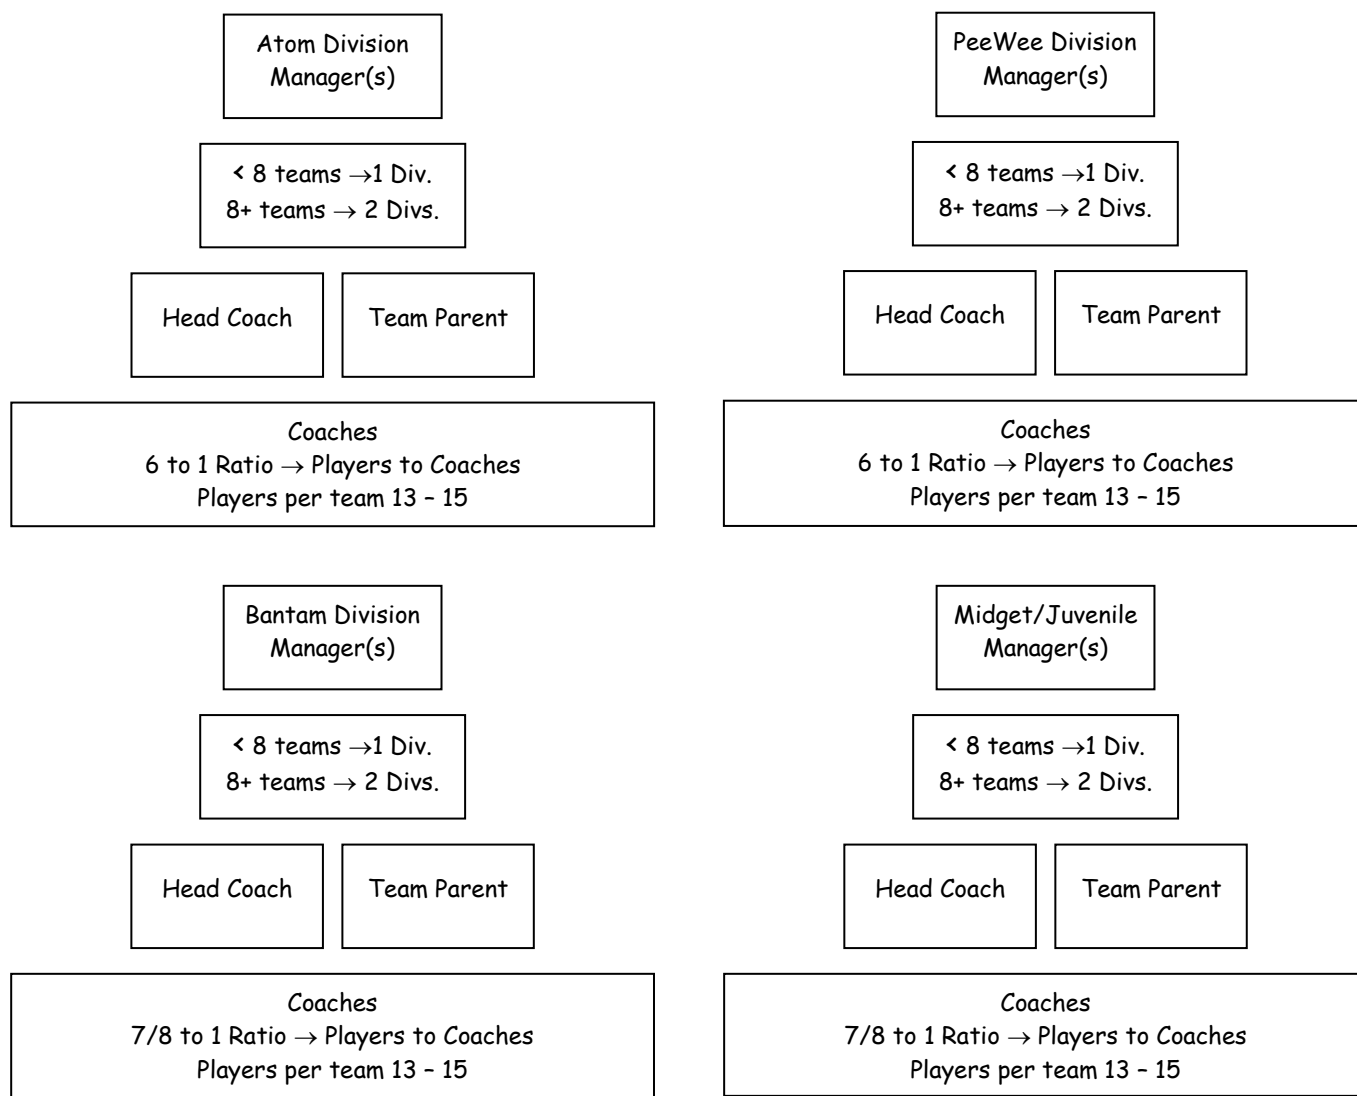 Atom Division
Manager(s)
< 8 teams →1 Div.
8+ teams → 2 Divs.
Head Coach
Team Parent
Coaches
6 to 1 Ratio → Players to Coaches
Players per team 13 – 15
PeeWee Division
Manager(s)
< 8 teams →1 Div.
8+ teams → 2 Divs.
Head Coach
Team Parent
Coaches
6 to 1 Ratio → Players to Coaches
Players per team 13 – 15
Bantam Division
Manager(s)
< 8 teams →1 Div.
8+ teams → 2 Divs.
Head Coach
Team Parent
Coaches
7/8 to 1 Ratio → Players to Coaches
Players per team 13 – 15
Midget/Juvenile
Manager(s)
< 8 teams →1 Div.
8+ teams → 2 Divs.
Head Coach
Team Parent
Coaches
7/8 to 1 Ratio → Players to Coaches
Players per team 13 – 15